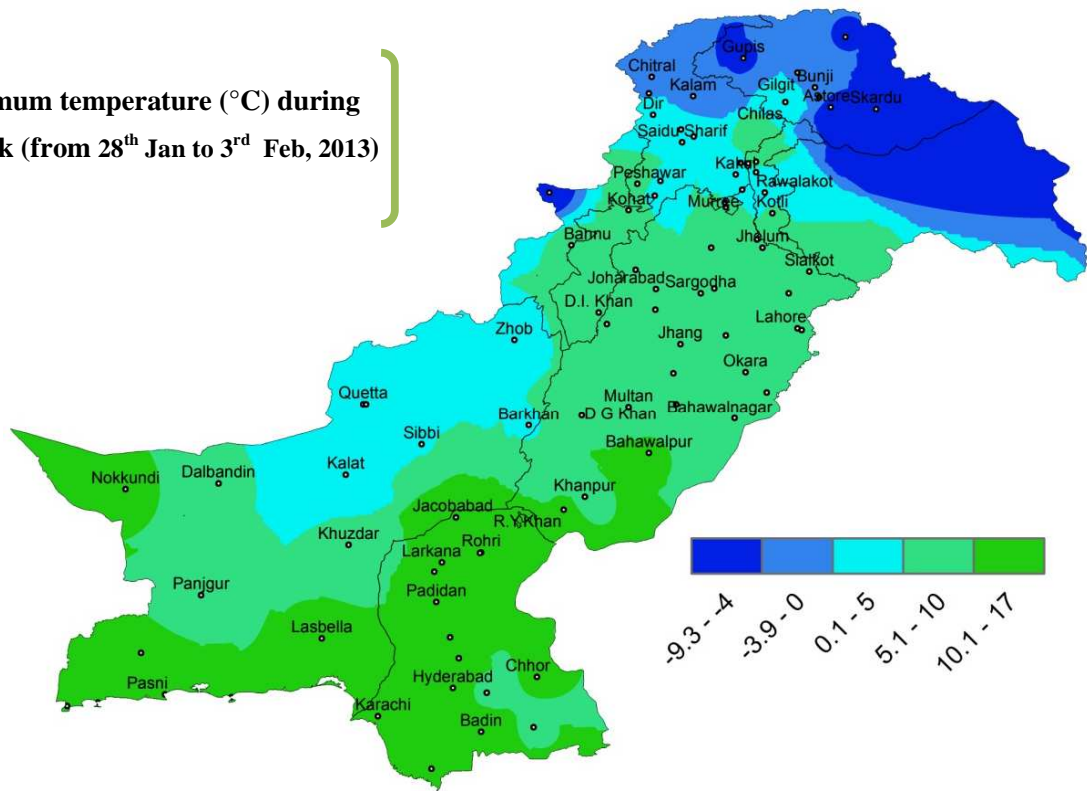 mum temperature (°C) during
k (from 28th Jan to 3rd Feb, 2013)
Gupis
Chitral
Kalam
Gilgit
Bunji
Astore
Skardu
Dir
Chilas
Saidu Sharif
Kakul
Peshawar
Rawalakot
Kohat
Murree
Kotli
Bannu
Jhelum
Sialkot
Joharabad
Sargodha
D.I. Khan
Lahore
Zhob
Jhang
Okara
Quetta
Multan
Barkhan
D G Khan
Bahawalnagar
Sibbi
Bahawalpur
Nokkundi
Dalbandin
Kalat
Khanpur
Jacobabad
R.Y.Khan
Khuzdar
Rohri
Larkana
Panjgur
Padidan
Lasbella
Chhor
Pasni
Hyderabad
Karachi
Badin
-9.3 - -4
-3.9 - 0
0.1 - 5
5.1 - 10
10.1 - 17